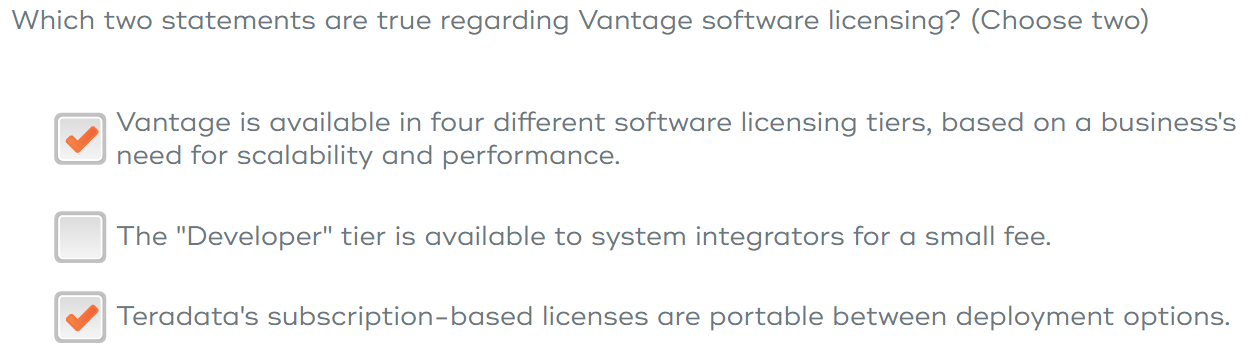 Which two statements are true regarding Vantage software licensing? (Choose two)
Vantage is available in four different software licensing tiers, based on a business's
need for scalability and performance.
The "Developer" tier is available to system integrators for a small fee.
Teradata's subscription-based licenses are portable between deployment options.